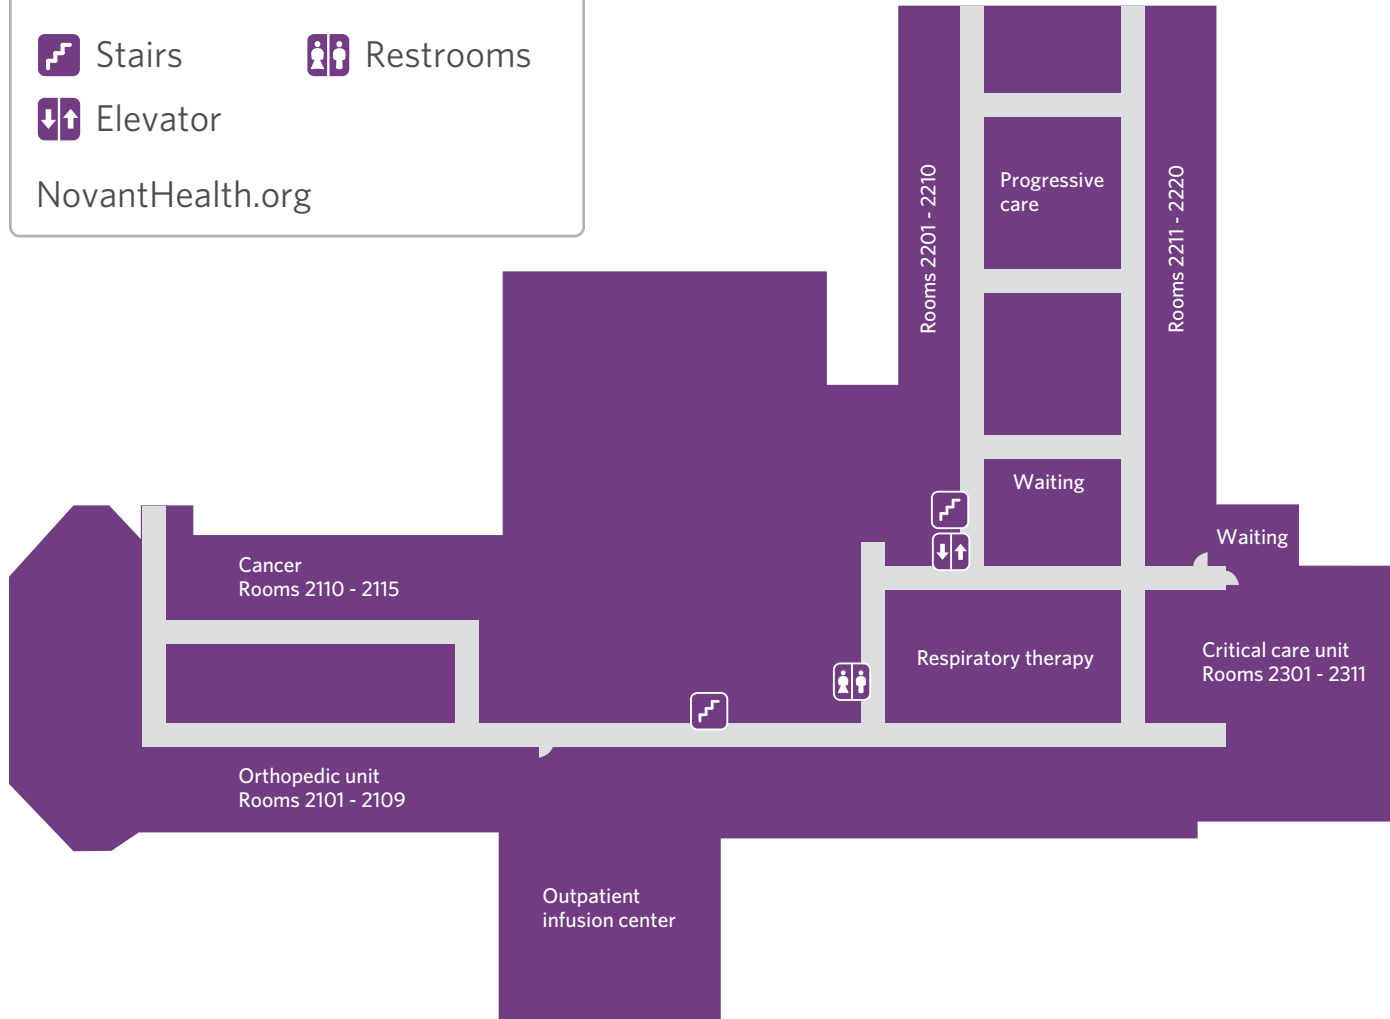 Stairs
Restrooms
Elevator
NovantHealth.org
Rooms 2201 - 2210
Progressive
care
Rooms 2211 - 2220
Waiting
Waiting
Cancer
Rooms 2110 - 2115
Respiratory therapy
Critical care unit
Rooms 2301 - 2311
Orthopedic unit
Rooms 2101 - 2109
Outpatient
infusion center